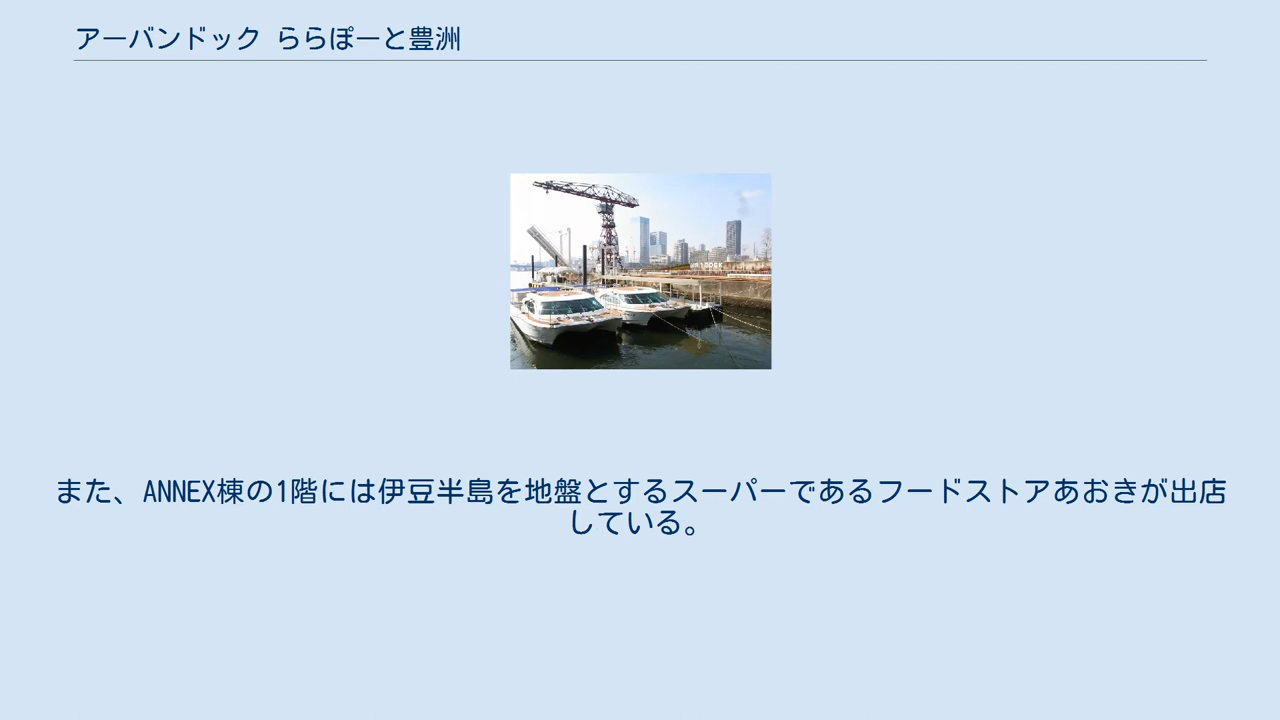 アーバンドック ららぽーと豊洲
また、ANNEX棟の1階には伊豆半島を地盤とするスーパーであるフードストアあおきが出店
している。